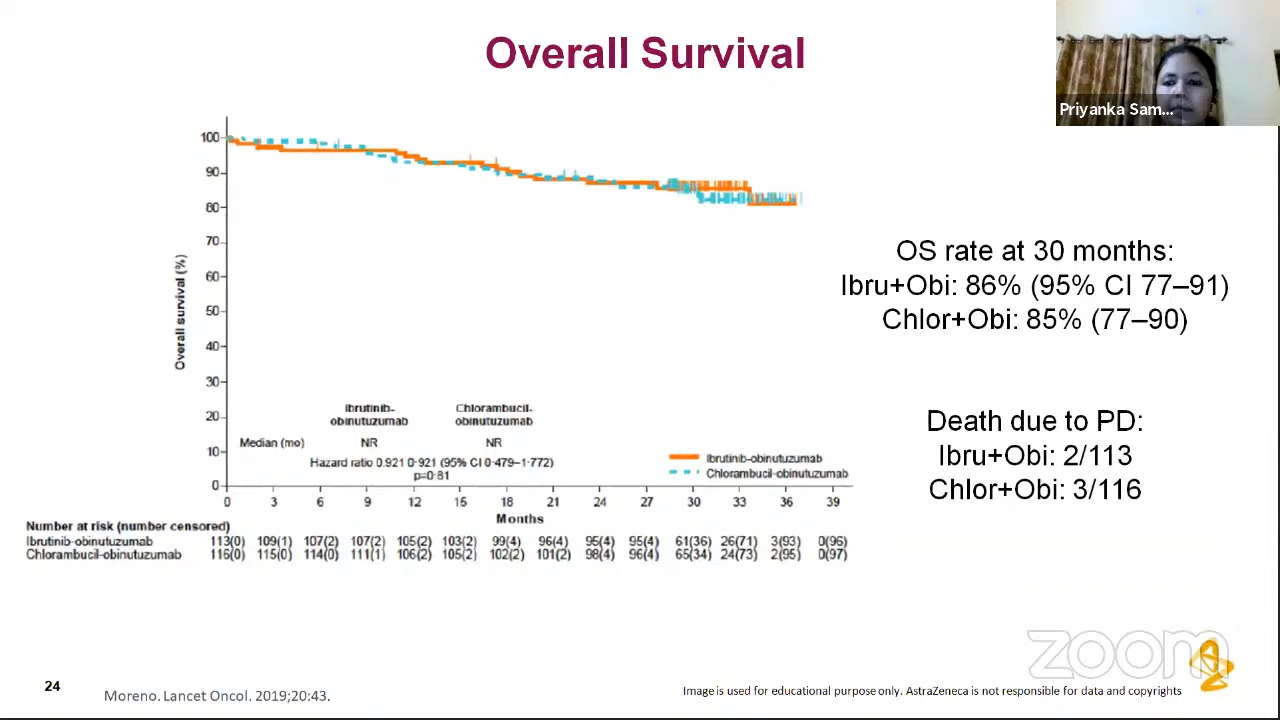 Overall Survival
Priyanka Sam...
100
90
80
70
60
50
40
30
20
10
0
Overall survival (%)
Ibrutinib-
obinutuzumab
Chlorambucil-
obinutuzumab
Median (mo) NR NR
Hazard ratio 0.921 0·921 (95% CI 0·479–1·772)
p=0·81
Ibrutinib-obinutuzumab
Chlorambucil-obinutuzumab
0 3 6 9 12 15 18 21 24 27 30 33 36 39
Months
Number at risk (number censored)
Ibrutinib-obinutuzumab 113(0) 109(1) 107(2) 107(2) 105(2) 103(2) 99(4) 96(4) 95(4) 95(4) 61(36) 26(71) 3(93) 0(96)
Chlorambucil-obinutuzumab 116(0) 115(0) 114(0) 111(1) 106(2) 105(2) 102(2) 101(2) 98(4) 96(4) 65(34) 24(73) 2(95) 0(97)
OS rate at 30 months:
Ibru+Obi: 86% (95% CI 77–91)
Chlor+Obi: 85% (77–90)
Death due to PD:
Ibru+Obi: 2/113
Chlor+Obi: 3/116
zoom
24
Moreno. Lancet Oncol. 2019;20:43.
Image is used for educational purpose only. AstraZeneca is not responsible for data and copyrights